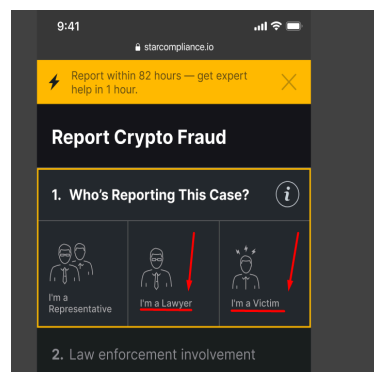 9:41
starcompliance.io
Report within 82 hours — get expert
help in 1 hour.
Report Crypto Fraud
1. Who's Reporting This Case?
i
I'm a
Representative
I'm a Lawyer
I'm a Victim
2. Law enforcement involvement